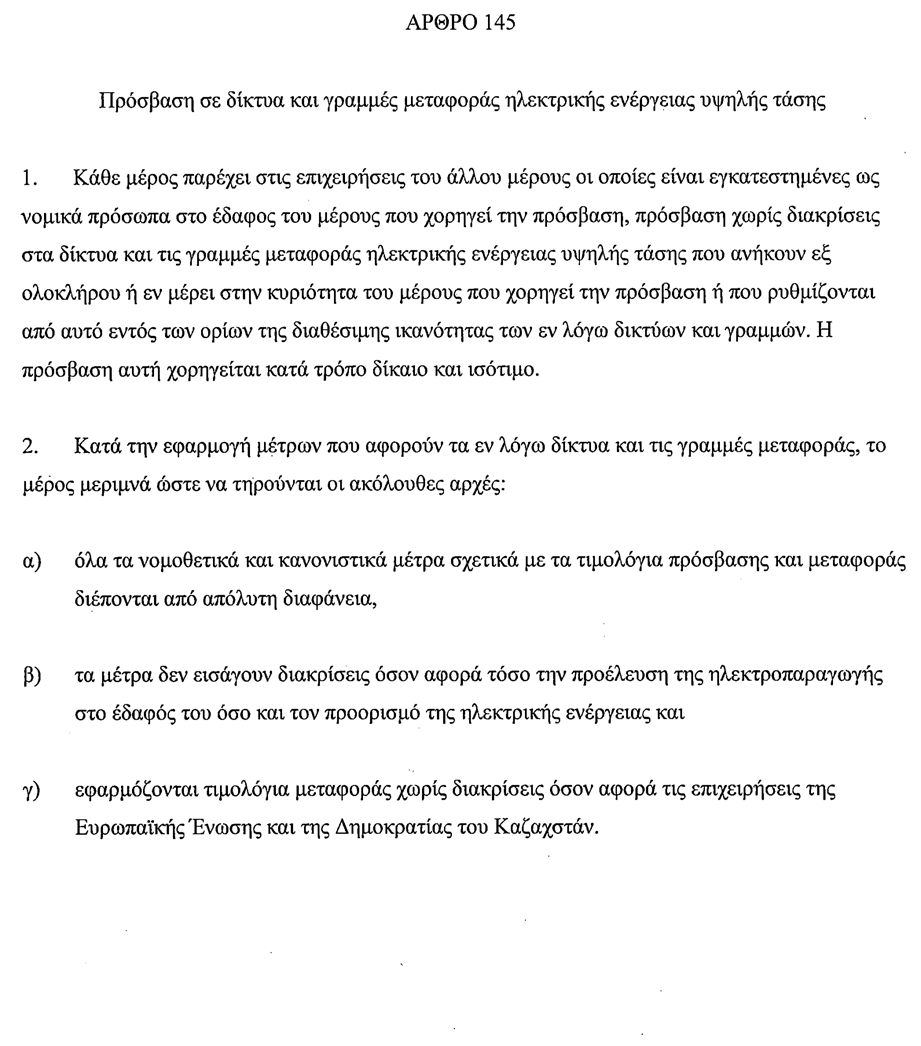 ΑΡΘΡΟ 145
Πρόσβαση σε δίκτυα και γραμμές μεταφοράς ηλεκτρικής ενέργειας υψηλής τάσης
1. Κάθε μέρος παρέχει στις επιχειρήσεις του άλλου μέρους οι οποίες είναι εγκατεστημένες ως
νομικά πρόσωπα στο έδαφος του μέρους που χορηγεί την πρόσβαση, πρόσβαση χωρίς διακρίσεις
στα δίκτυα και τις γραμμές μεταφοράς ηλεκτρικής ενέργειας υψηλής τάσης που ανήκουν εξ
ολοκλήρου ή εν μέρει στην κυριότητα του μέρους που χορηγεί την πρόσβαση ή που ρυθμίζονται
από αυτό εντός των ορίων της διαθέσιμης ικανότητας των εν λόγω δικτύων και γραμμών. Η
πρόσβαση αυτή χορηγείται κατά τρόπο δίκαιο και ισότιμο.
2. Κατά την εφαρμογή μέτρων που αφορούν τα εν λόγω δίκτυα και τις γραμμές μεταφοράς, το
μέρος μεριμνά ώστε να τηρούνται οι ακόλουθες αρχές:
α) όλα τα νομοθετικά και κανονιστικά μέτρα σχετικά με τα τιμολόγια πρόσβασης και μεταφοράς
διέπονται από απόλυτη διαφάνεια,
β) τα μέτρα δεν εισάγουν διακρίσεις όσον αφορά τόσο την προέλευση της ηλεκτροπαραγωγής
στο έδαφός του όσο και τον προορισμό της ηλεκτρικής ενέργειας και
γ) εφαρμόζονται τιμολόγια μεταφοράς χωρίς διακρίσεις όσον αφορά τις επιχειρήσεις της
Ευρωπαϊκής Ένωσης και της Δημοκρατίας του Καζαχστάν.